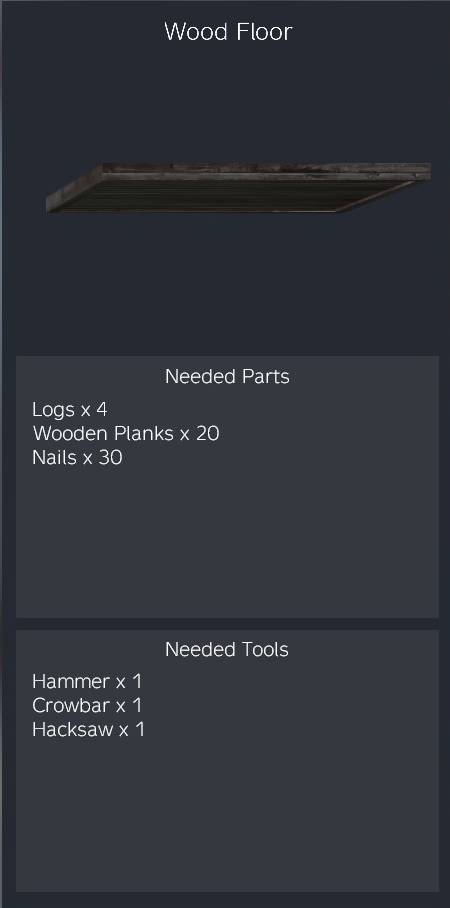 Wood Floor
Needed Parts
Logs x 4
Wooden Planks x 20
Nails x 30
Needed Tools
Hammer x 1
Crowbar x 1
Hacksaw x 1